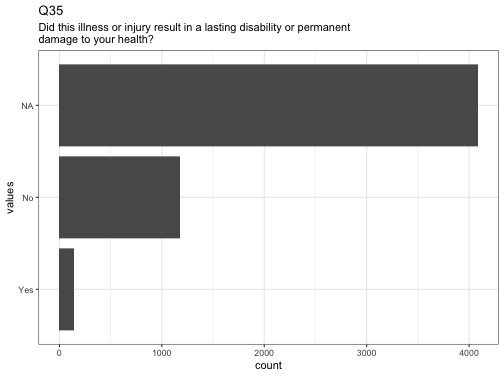 Q35
Did this illness or injury result in a lasting disability or permanent
damage to your health?
NA
No
Yes
values
0
1000
2000
3000
4000
count